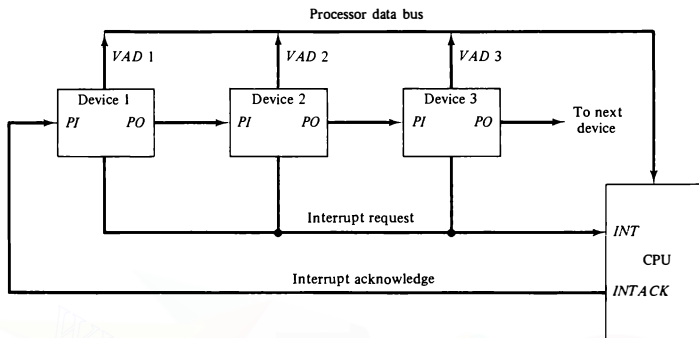 Processor data bus
VAD 1
VAD 2
VAD 3
Device 1
PI
PO
Device 2
PI
PO
Device 3
PI
PO
To next
device
Interrupt request
INT
CPU
Interrupt acknowledge
INTACK